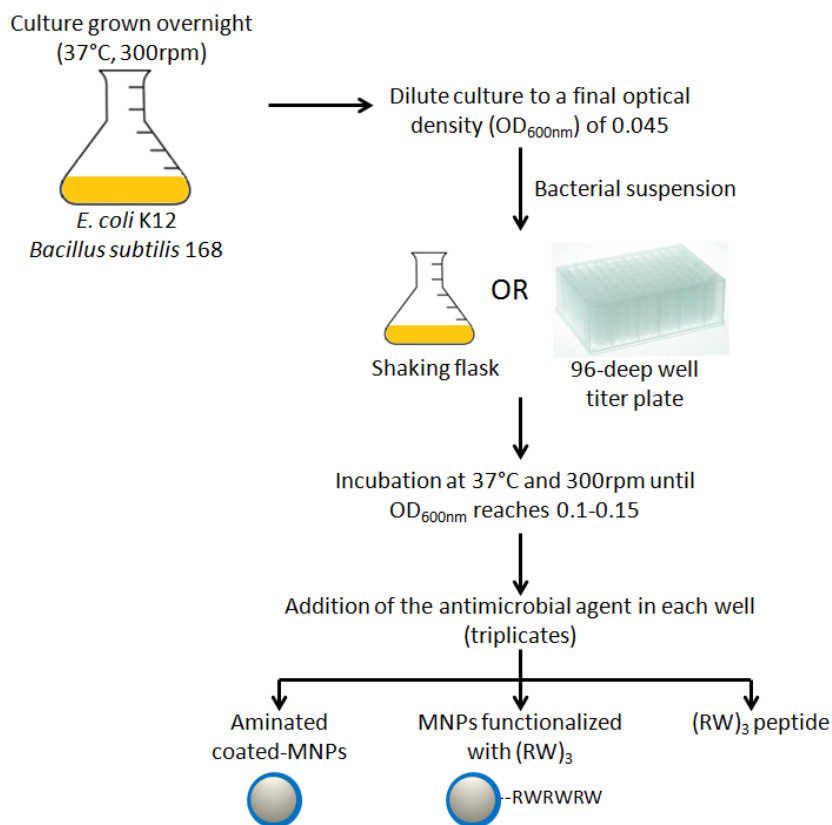 Culture grown overnight
(37°C, 300rpm)
Dilute culture to a final optical
density (OD600nm) of 0.045
Bacterial suspension
E. coli K12
Bacillus subtilis 168
OR
Shaking flask
96-deep well
titer plate
Incubation at 37°C and 300rpm until
OD600nm reaches 0.1-0.15
Addition of the antimicrobial agent in each well
(triplicates)
Aminated
coated-MNPs
MNPs functionalized
with (RW)3
(RW)3 peptide
--RWRWRW